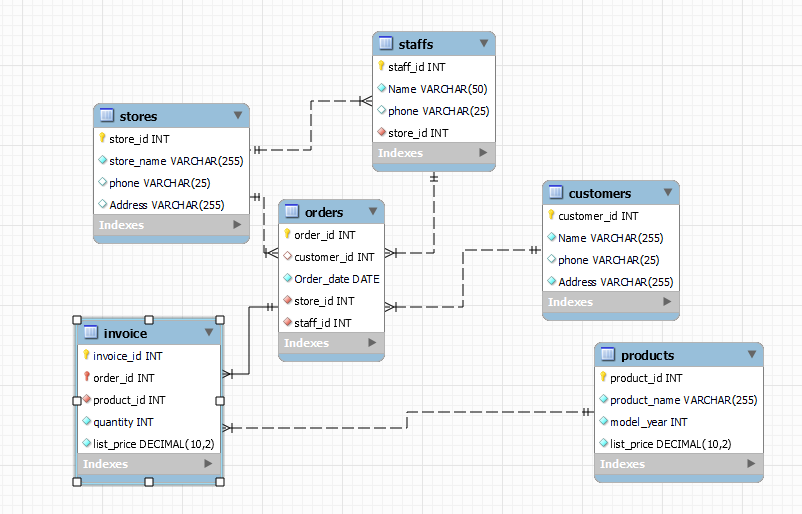 staffs
staff_id INT
Name VARCHAR(50)
phone VARCHAR(25)
store_id INT
Indexes
stores
store_id INT
store_name VARCHAR(255)
phone VARCHAR(25)
Address VARCHAR(255)
Indexes
orders
order_id INT
customer_id INT
Order_date DATE
store_id INT
staff_id INT
Indexes
customers
customer_id INT
Name VARCHAR(255)
phone VARCHAR(25)
Address VARCHAR(255)
Indexes
invoice
invoice_id INT
order_id INT
product_id INT
quantity INT
list_price DECIMAL(10,2)
Indexes
products
product_id INT
product_name VARCHAR(255)
model_year INT
list_price DECIMAL(10,2)
Indexes